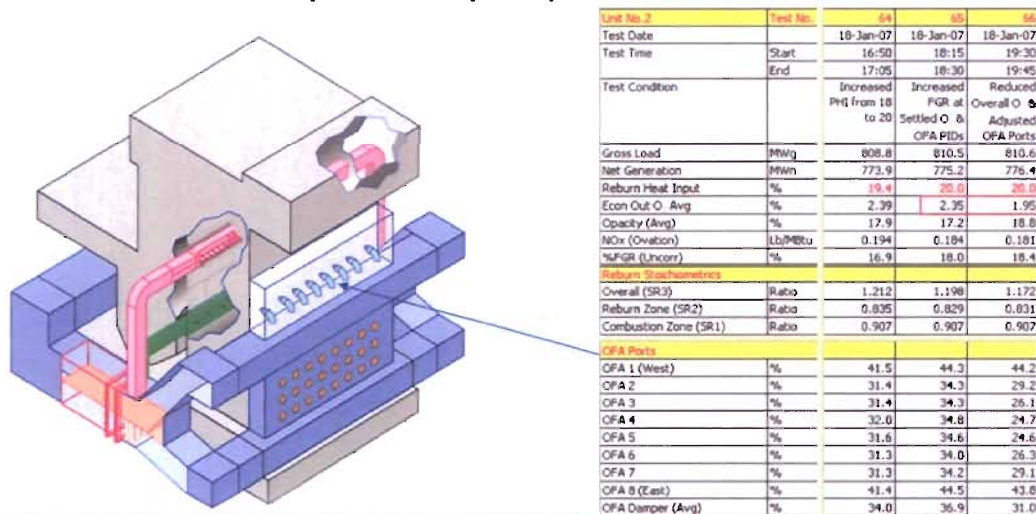 Unit No.2 Test No. 64 65 66
Test Date 18-Jan-07 18-Jan-07 18-Jan-07
Test Time Start 16:50 18:15 19:30
End 17:05 18:30 19:45
Test Condition Increased Increased Reduced
PHI from 18 FGR at Overall O &
to 20 Settled O & Adjusted
OFA PIDs OFA Ports
Gross Load MWg 808.8 810.5 810.6
Net Generation MWn 773.9 775.2 776.4
Reburn Heat Input % 19.4 20.0 20.0
Econ Out O Avg % 2.39 2.35 1.95
Opacity (Avg) % 17.9 17.2 18.8
NOx (Ovation) Lb/MBtu 0.194 0.184 0.181
%FGR (Uncorr) % 16.9 18.0 18.4
Reburn Stochiometrics
Overall (SR3) Ratio 1.212 1.198 1.172
Reburn Zone (SR2) Ratio 0.835 0.829 0.831
Combustion Zone (SR1) Ratio 0.907 0.907 0.907
OFA Ports
OFA 1 (West) % 41.5 44.3 44.2
OFA 2 % 31.4 34.3 29.2
OFA 3 % 31.4 34.3 26.1
OFA 4 % 32.0 34.8 24.7
OFA 5 % 31.6 34.6 24.6
OFA 6 % 31.3 34.0 26.3
OFA 7 % 31.3 34.2 29.1
OFA 8 (East) % 41.4 44.5 43.8
OFA Damper (Avg) % 34.0 36.9 31.0